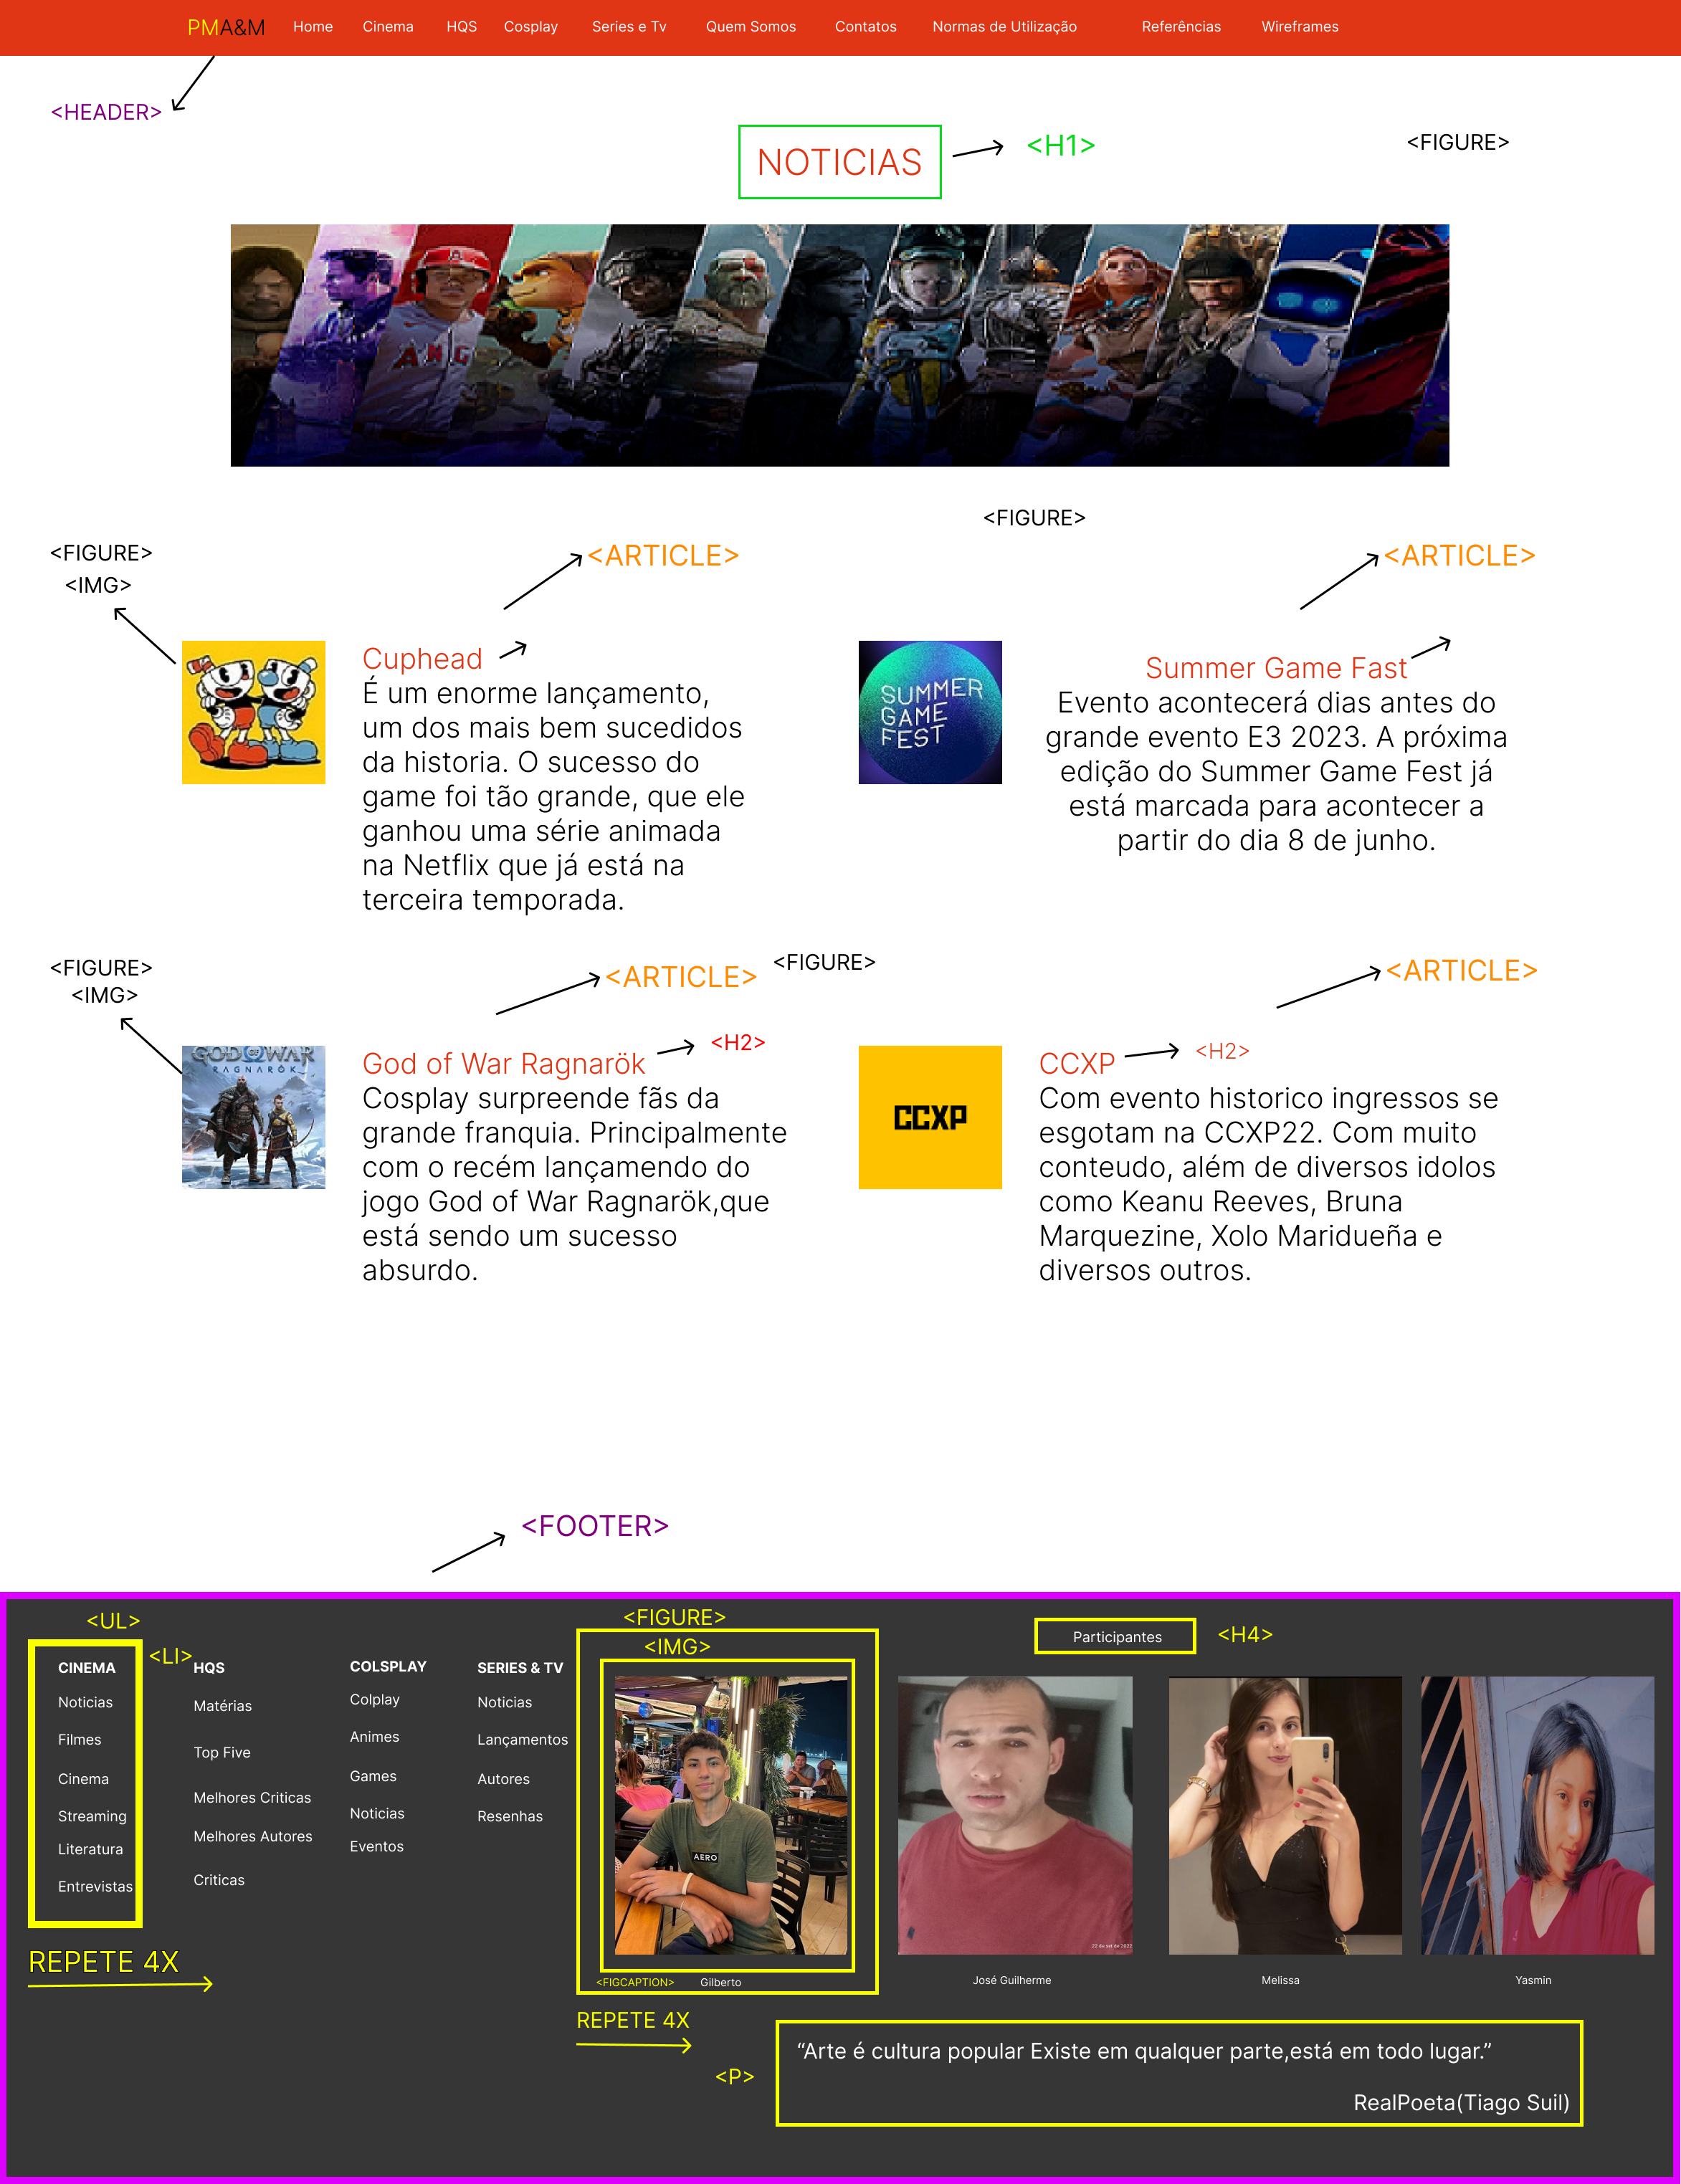 PMA&M Home Cinema HQS Cosplay Series e Tv Quem Somos Contatos Normas de Utilização Referências Wireframes
<HEADER>
NOTICIAS
<H1>
<FIGURE>
ANG
<FIGURE>
<FIGURE>
<IMG>
<ARTICLE>
<ARTICLE>
Cuphead
É um enorme lançamento,
um dos mais bem sucedidos
da historia. O sucesso do
game foi tão grande, que ele
ganhou uma série animada
na Netflix que já está na
terceira temporada.
SUMMER
GAME
FEST
Summer Game Fast
Evento acontecerá dias antes do
grande evento E3 2023. A próxima
edição do Summer Game Fest já
está marcada para acontecer a
partir do dia 8 de junho.
<FIGURE>
<IMG>
<ARTICLE>
<FIGURE>
<ARTICLE>
GOD OF WAR
RAGNARÖK
God of War Ragnarök
<H2>
Cosplay surpreende fãs da
grande franquia. Principalmente
com o recém lançamendo do
jogo God of War Ragnarök,que
está sendo um sucesso
absurdo.
CCXP
CCXP
<H2>
Com evento historico ingressos se
esgotam na CCXP22. Com muito
conteudo, além de diversos idolos
como Keanu Reeves, Bruna
Marquezine, Xolo Maridueña e
diversos outros.
<FOOTER>
<UL>
<LI>
CINEMA
Noticias
Filmes
Cinema
Streaming
Literatura
Entrevistas
REPETE 4X
HQS
Matérias
Top Five
Melhores Criticas
Melhores Autores
Criticas
COLSPLAY
Colplay
Animes
Games
Noticias
Eventos
SERIES & TV
Noticias
Lançamentos
Autores
Resenhas
<FIGURE>
<IMG>
Participantes
<H4>
AERO
22 de set de 2022
<FIGCAPTION>
Gilberto
José Guilherme
Melissa
Yasmin
REPETE 4X
<P>
“Arte é cultura popular Existe em qualquer parte,está em todo lugar.”
RealPoeta(Tiago Suil)